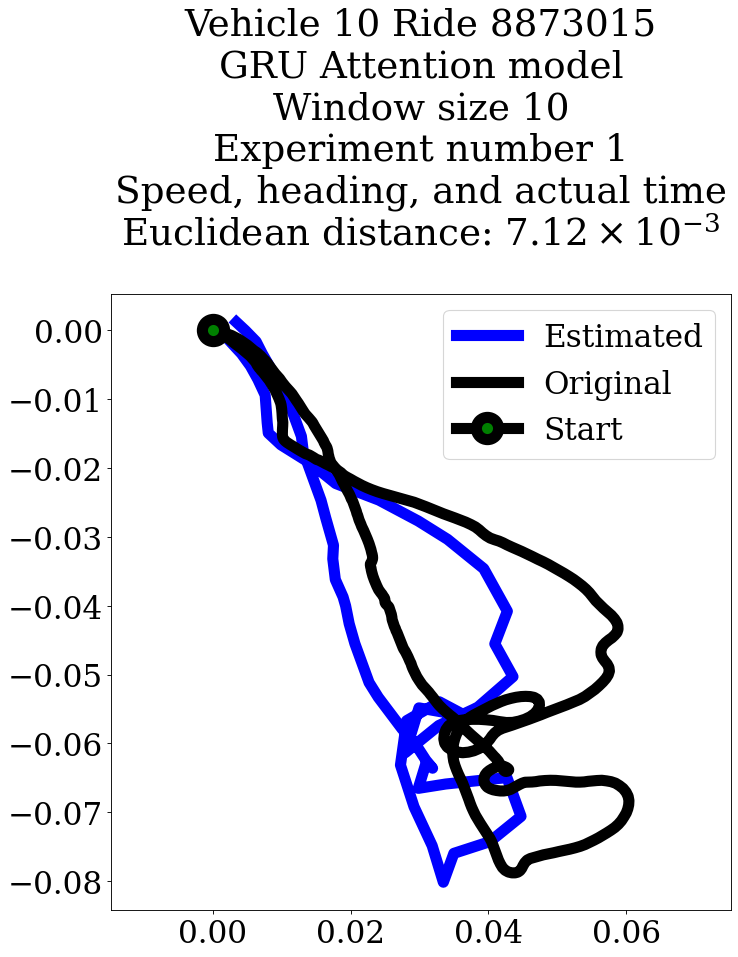 Vehicle 10 Ride 8873015
GRU Attention model
Window size 10
Experiment number 1
Speed, heading, and actual time
Euclidean distance: 7.12 × 10⁻³
Estimated
Original
Start
0.00
−0.01
−0.02
−0.03
−0.04
−0.05
−0.06
−0.07
−0.08
0.00 0.02 0.04 0.06